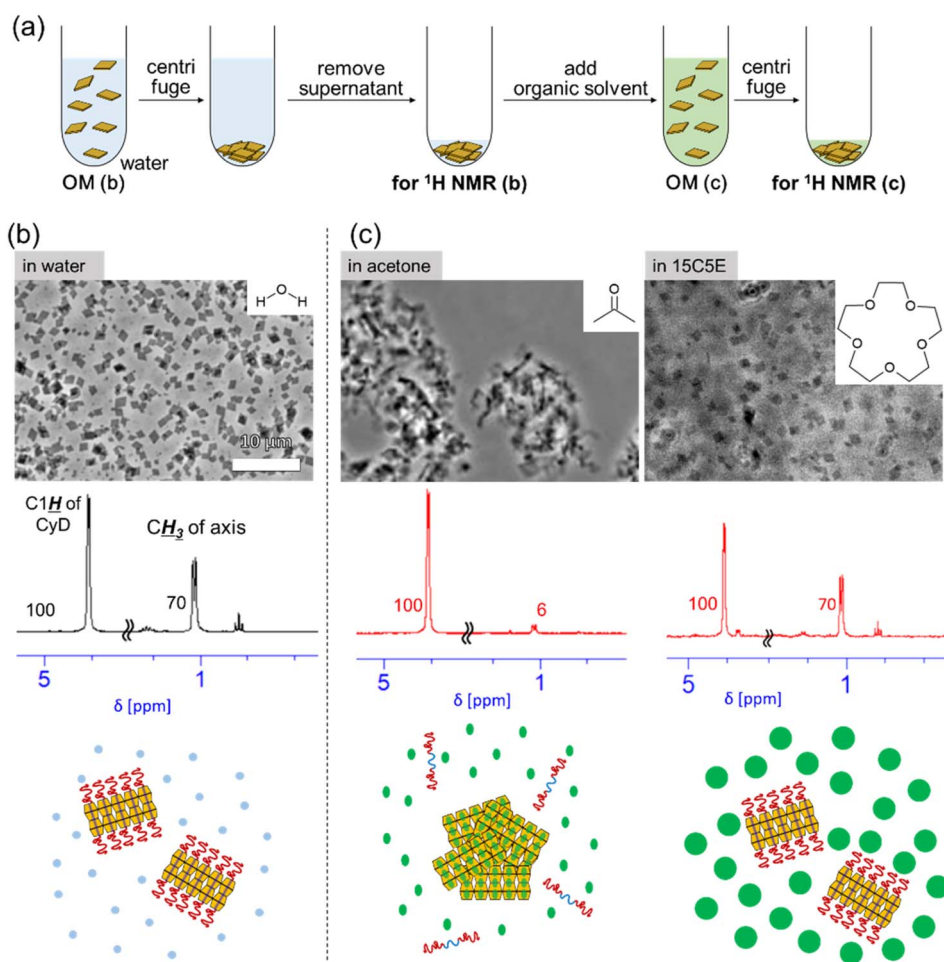 (a)
centri
fuge
remove
supernatant
add
organic solvent
centri
fuge
water
OM (b)
for ¹H NMR (b)
OM (c)
for ¹H NMR (c)
(b)
(c)
in water
in acetone
in 15C5E
H O H
O
O O O O O
10 μm
C1H of
CyD
CH₃ of axis
100
70
100
6
100
70
5 1
5 1
5 1
δ [ppm]
δ [ppm]
δ [ppm]